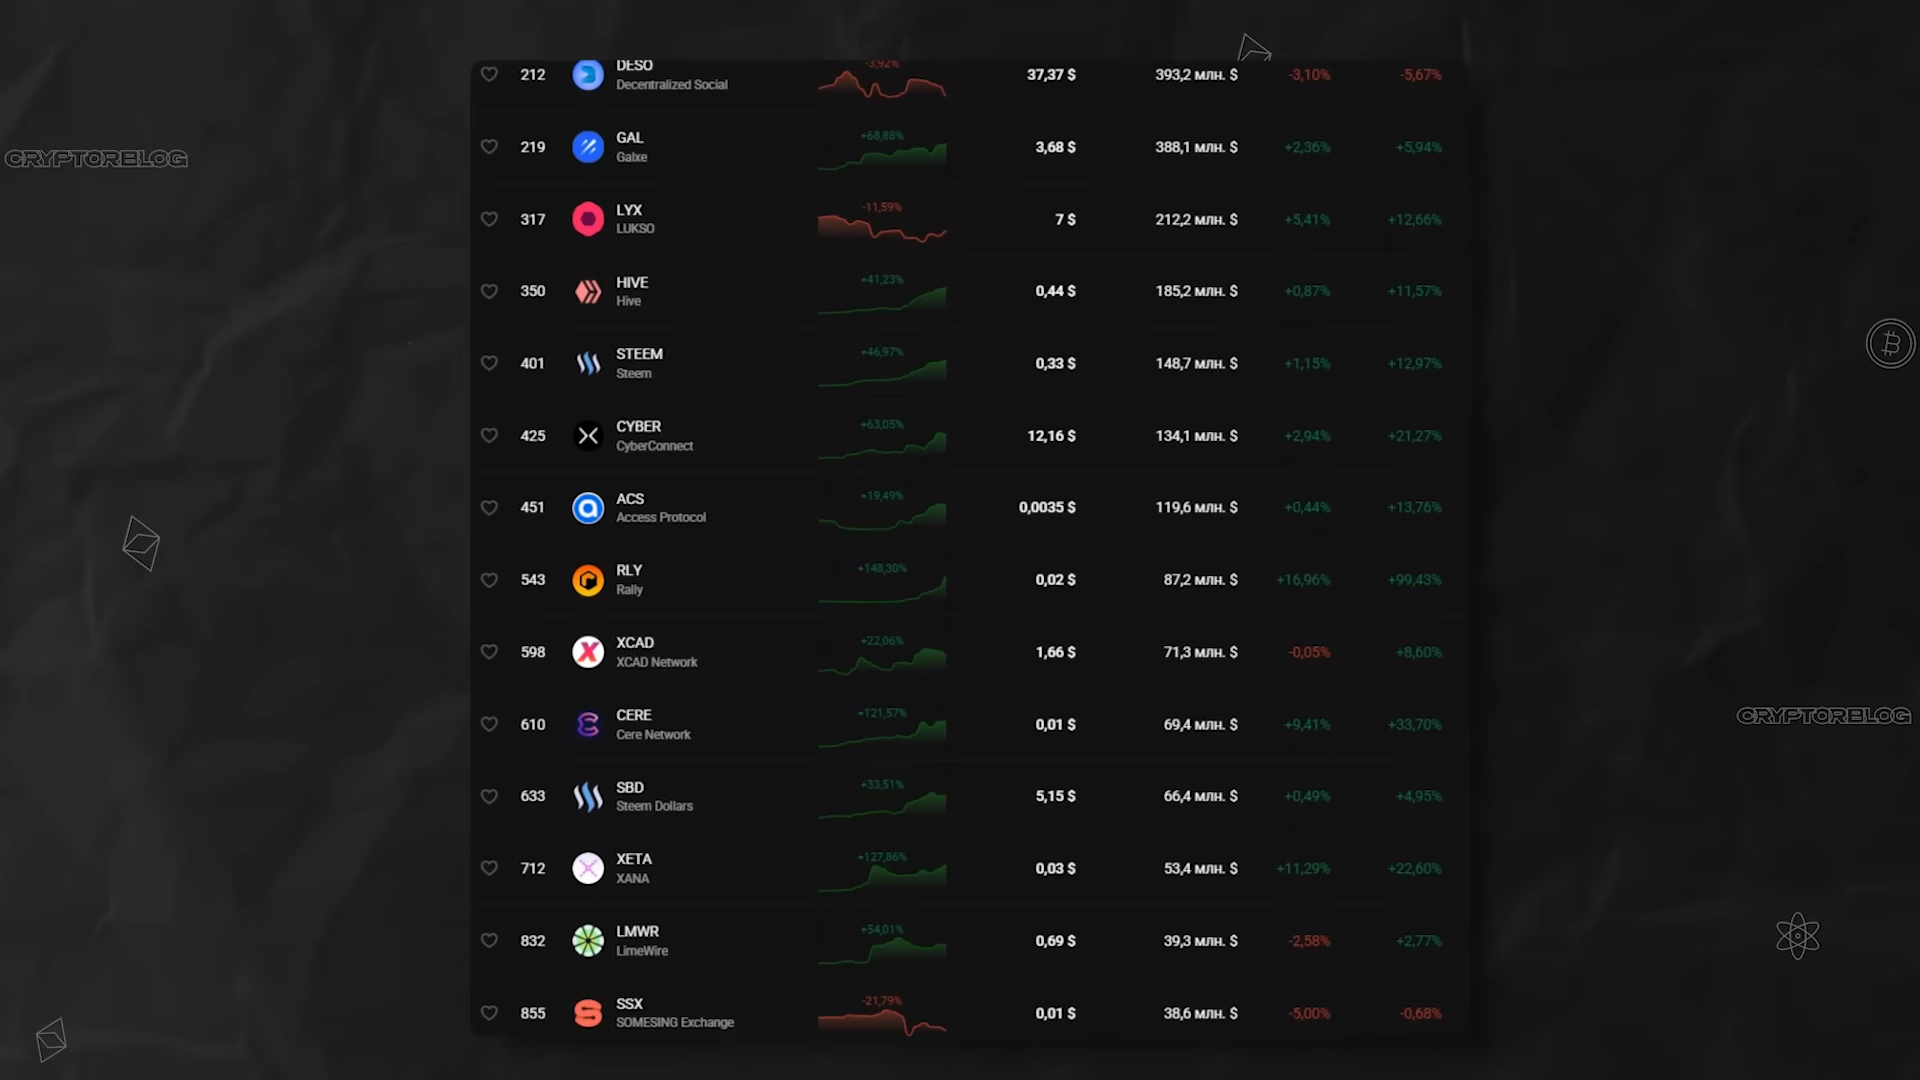 CRYPTORBLOG
212 DESO -3,92% 37,37 $ 393,2 млн. $ -3,10% -5,67%
Decentralized Social
219 GAL +68,88% 3,68 $ 388,1 млн. $ +2,36% +5,94%
Galxe
317 LYX -11,59% 7 $ 212,2 млн. $ +5,41% +12,66%
LUKSO
350 HIVE +41,23% 0,44 $ 185,2 млн. $ +0,87% +11,57%
Hive
401 STEEM +46,97% 0,33 $ 148,7 млн. $ +1,15% +12,97%
Steem
425 CYBER +63,05% 12,16 $ 134,1 млн. $ +2,94% +21,27%
CyberConnect
451 ACS +19,49% 0,0035 $ 119,6 млн. $ +0,44% +13,76%
Access Protocol
543 RLY +148,30% 0,02 $ 87,2 млн. $ +16,96% +99,43%
Rally
598 XCAD +22,06% 1,66 $ 71,3 млн. $ -0,05% +8,60%
XCAD Network
610 CERE +121,57% 0,01 $ 69,4 млн. $ +9,41% +33,70%
Cere Network
CRYPTORBLOG
633 SBD +33,51% 5,15 $ 66,4 млн. $ +0,49% +4,95%
Steem Dollars
712 XETA +127,86% 0,03 $ 53,4 млн. $ +11,29% +22,60%
XANA
832 LMWR +54,01% 0,69 $ 39,3 млн. $ -2,58% +2,77%
LimeWire
855 SSX -21,79% 0,01 $ 38,6 млн. $ -5,00% -0,68%
SOMESING Exchange